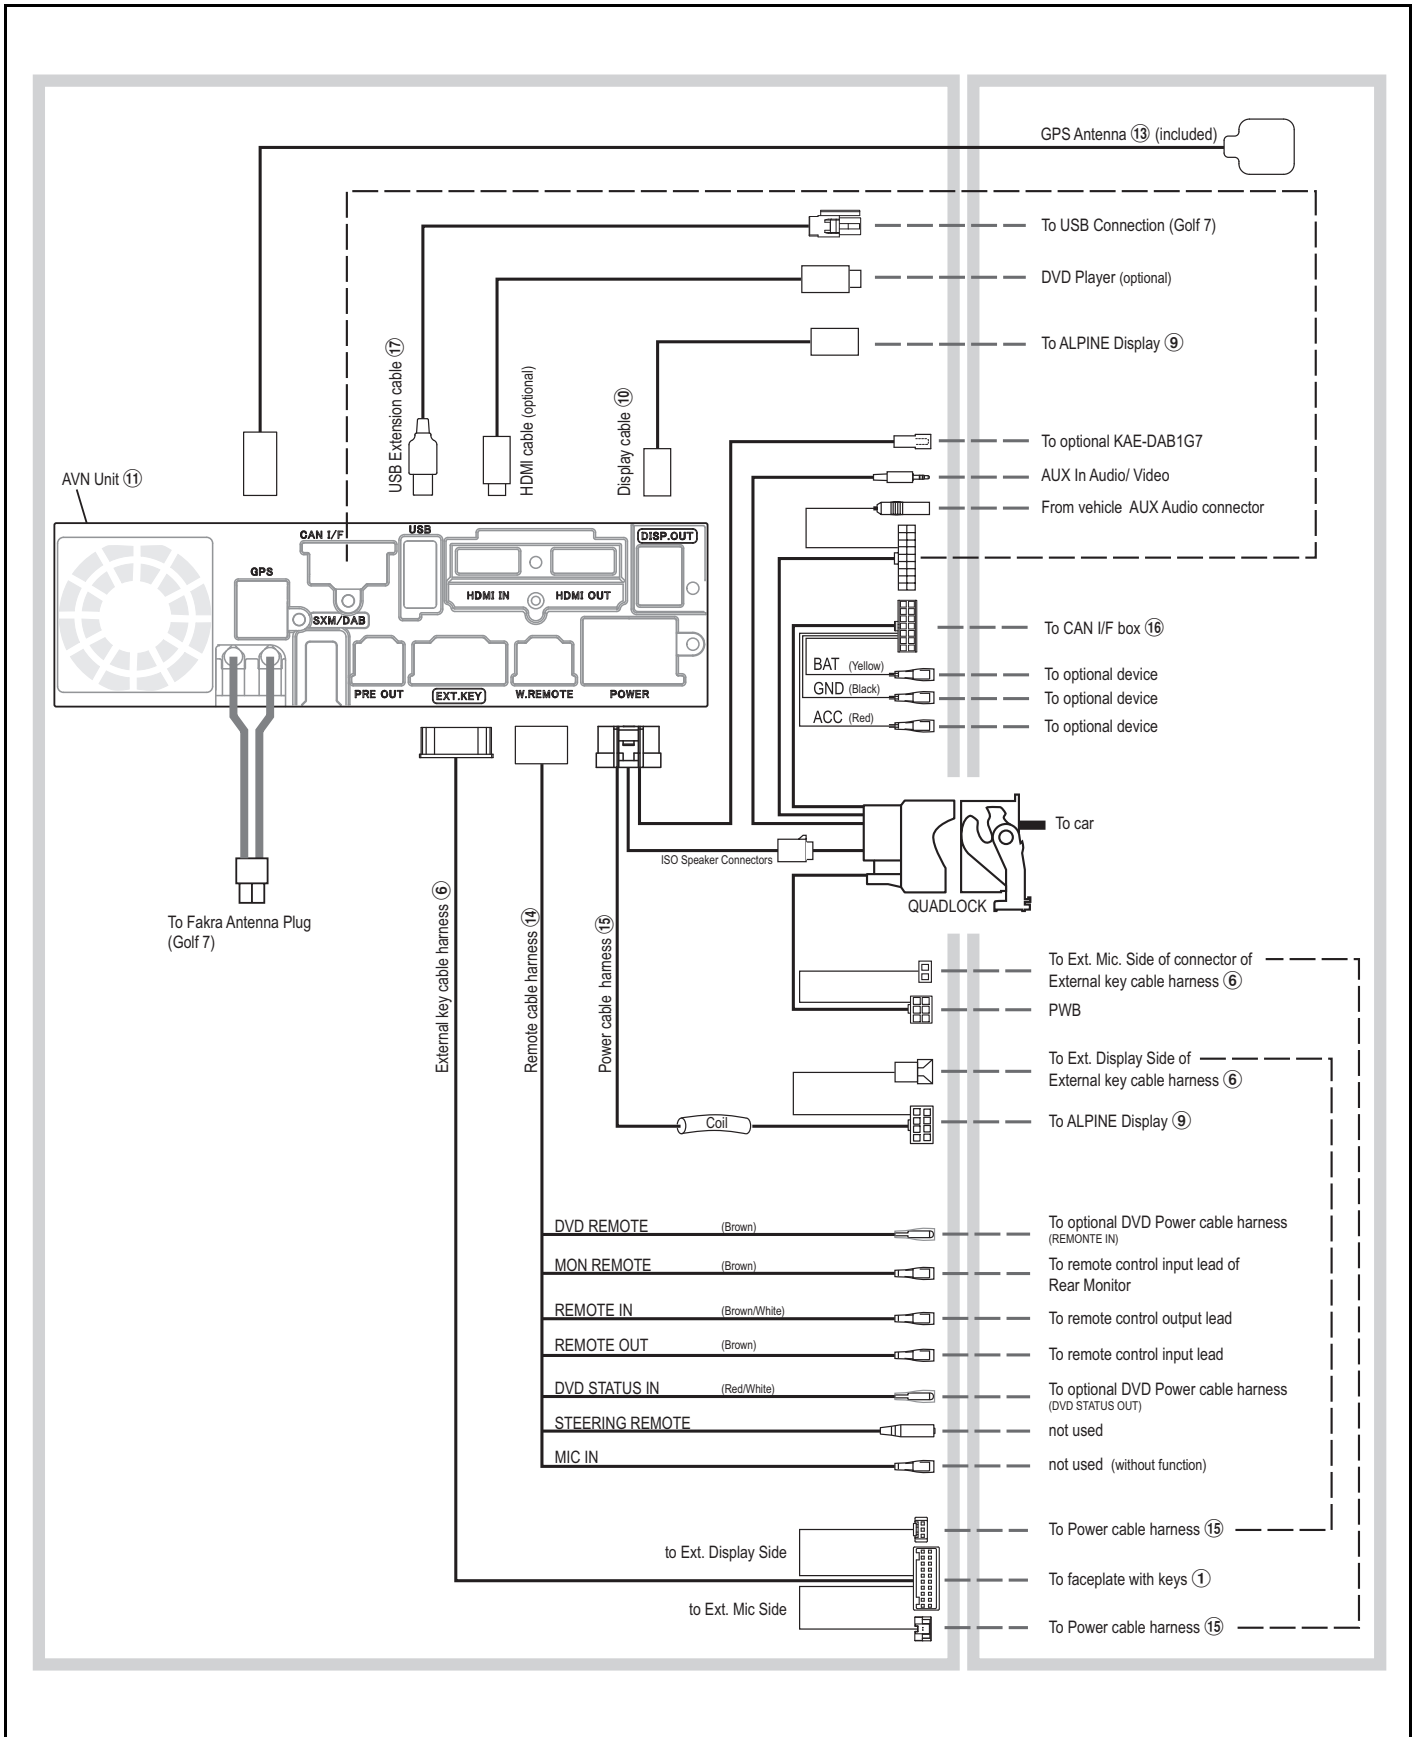 GPS Antenna ⑬ (included)
To USB Connection (Golf 7)
DVD Player (optional)
To ALPINE Display ⑨
USB Extension cable ⑰
HDMI cable (optional)
Display cable ⑩
To optional KAE-DAB1G7
AUX In Audio/ Video
From vehicle AUX Audio connector
AVN Unit ⑪
CAN I/F
USB
DISP.OUT
GPS
HDMI IN
HDMI OUT
SXM/DAB
PRE OUT
EXT.KEY
W.REMOTE
POWER
To CAN I/F box ⑯
BAT (Yellow)
To optional device
GND (Black)
To optional device
ACC (Red)
To optional device
To car
ISO Speaker Connectors
QUADLOCK
To Fakra Antenna Plug
(Golf 7)
External key cable harness ⑥
Remote cable harness ⑭
Power cable harness ⑮
To Ext. Mic. Side of connector of
External key cable harness ⑥
PWB
To Ext. Display Side of
External key cable harness ⑥
Coil
To ALPINE Display ⑨
DVD REMOTE (Brown)
To optional DVD Power cable harness
(REMONTE IN)
MON REMOTE (Brown)
To remote control input lead of
Rear Monitor
REMOTE IN (Brown/White)
To remote control output lead
REMOTE OUT (Brown)
To remote control input lead
DVD STATUS IN (Red/White)
To optional DVD Power cable harness
(DVD STATUS OUT)
STEERING REMOTE
not used
MIC IN
not used (without function)
To Power cable harness ⑮
to Ext. Display Side
To faceplate with keys ①
to Ext. Mic Side
To Power cable harness ⑮